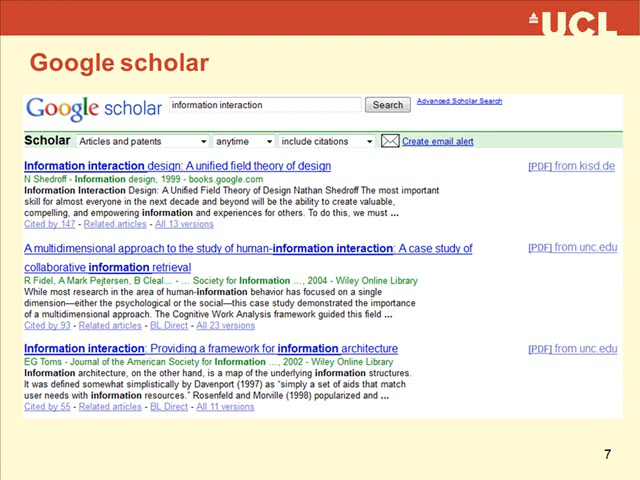 UCL
Google scholar
Google scholar information interaction Search Advanced Scholar Search
Scholar Articles and patents anytime include citations Create email alert
Information interaction design: A unified field theory of design [PDF] from kisd.de
N Shedroff - Information design, 1999 - books.google.com
Information Interaction Design: A Unified Field Theory of Design Nathan Shedroff The most important
skill for almost everyone in the next decade and beyond will be the ability to create valuable,
compelling, and empowering information and experiences for others. To do this, we must ...
Cited by 147 - Related articles - All 13 versions
A multidimensional approach to the study of human-information interaction: A case study of [PDF] from unc.edu
collaborative information retrieval
R Fidel, A Mark Pejtersen, B Cleal... - ... Society for Information ..., 2004 - Wiley Online Library
While most research in the area of human-information behavior has focused on a single
dimension—either the psychological or the social—this case study demonstrated the importance
of a multidimensional approach. The Cognitive Work Analysis framework guided this field ...
Cited by 93 - Related articles - BL Direct - All 23 versions
Information interaction: Providing a framework for information architecture [PDF] from unc.edu
EG Toms - Journal of the American Society for Information ..., 2002 - Wiley Online Library
Information architecture, on the other hand, is a map of the underlying information structures.
It was defined somewhat simplistically by Davenport (1997) as “simply a set of aids that match
user needs with information resources.” Rosenfeld and Morville (1998) popularized and ...
Cited by 55 - Related articles - BL Direct - All 11 versions
7